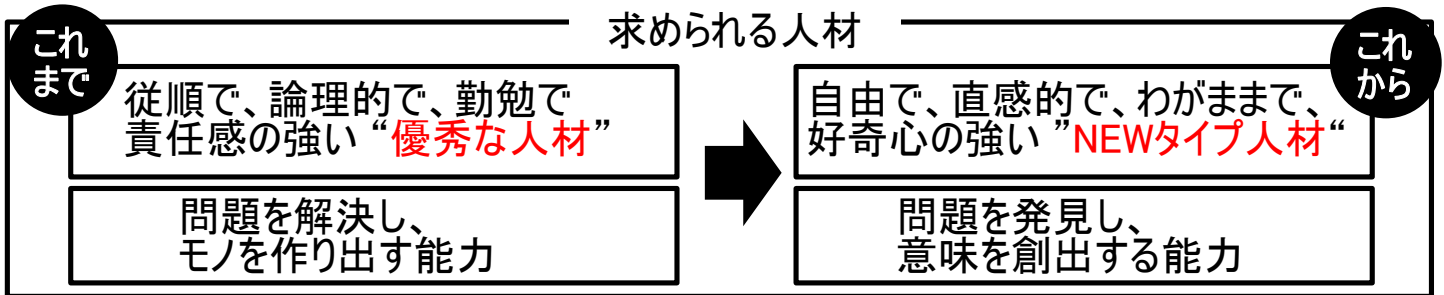 求められる人材
これ
まで
従順で、論理的で、勤勉で
責任感の強い “優秀な人材”
問題を解決し、
モノを作り出す能力
これ
から
自由で、直感的で、わがままで、
好奇心の強い ”NEWタイプ人材“
問題を発見し、
意味を創出する能力